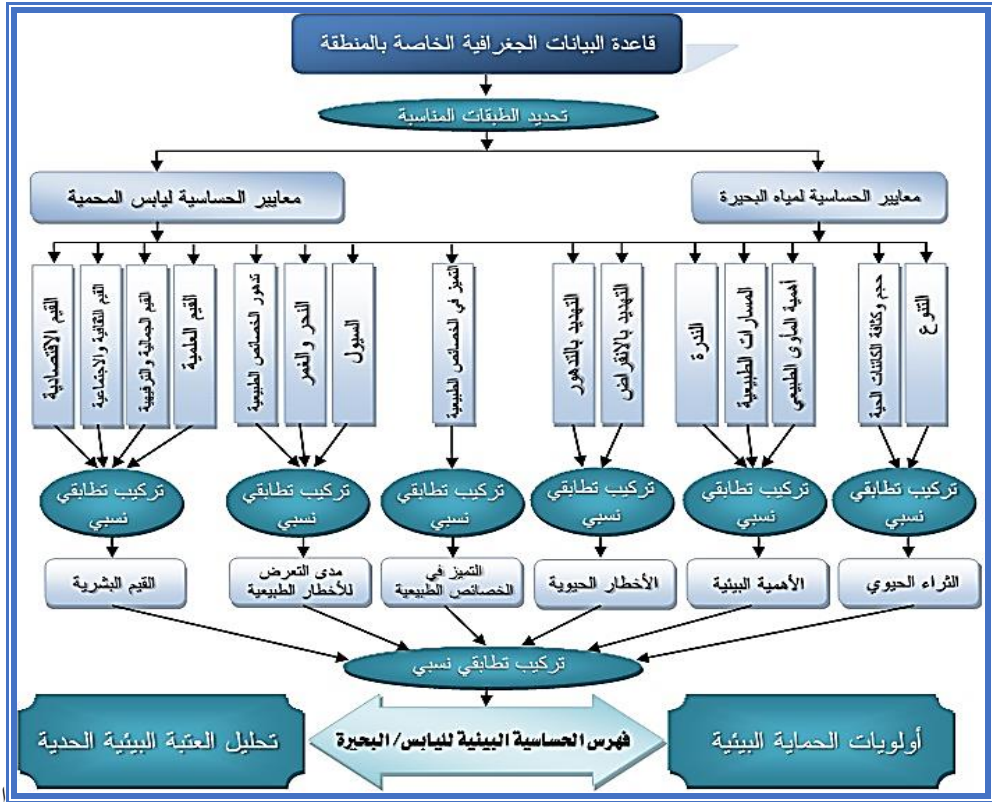 قاعدة البيانات الجغرافية الخاصة بالمنطقة
تحديد الطبقات المناسبة
معايير الحساسية لمياه البحيرة
معايير الحساسية ليابس المحمية
التنوع
حجم وكثافة الكائنات الحية
أهمية المأوى الطبيعي
المسارات الطبيعية
الندرة
التهديد بالانقراض
التهديد بالتدهور
التميز في الخصائص الطبيعية
السيول
النحر والغمر
تدهور الخصائص الطبيعية
القيم العلمية
القيم الجمالية والترفيهية
القيم الثقافية والاجتماعية
القيم الاقتصادية
تركيب تطابقي
نسبي
تركيب تطابقي
نسبي
تركيب تطابقي
نسبي
تركيب تطابقي
نسبي
تركيب تطابقي
نسبي
تركيب تطابقي
نسبي
الثراء الحيوي
الأهمية البيئية
الأخطار الحيوية
التميز في
الخصائص الطبيعية
مدى التعرض
للأخطار الطبيعية
القيم البشرية
تركيب تطابقي نسبي
أولويات الحماية البيئية
فهرس الحساسية البيئية لليابس/ البحيرة
تحليل العتبة البيئية الحدية